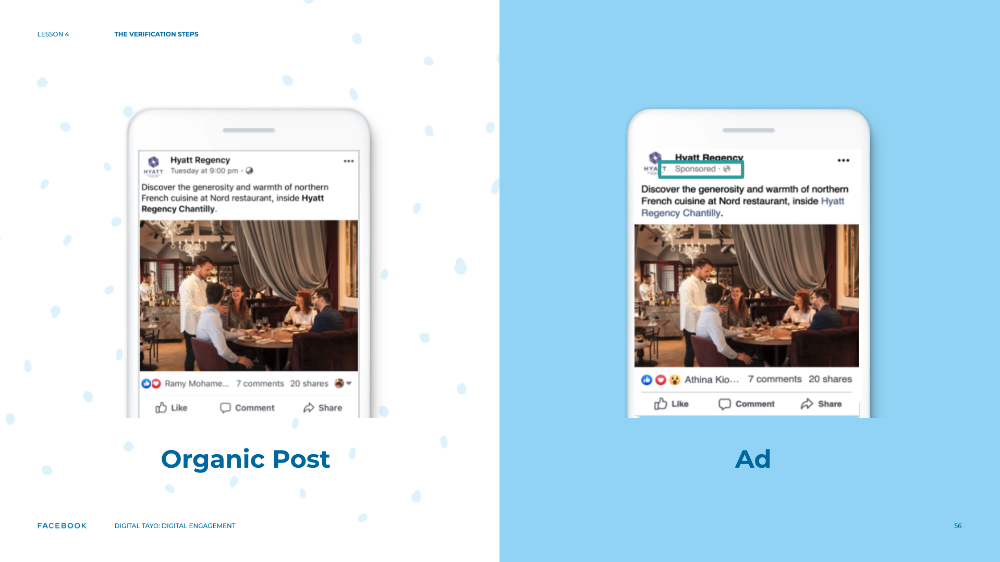 LESSON 4
THE VERIFICATION STEPS
Hyatt Regency
Tuesday at 9:00 pm ·
HYATT
Discover the generosity and warmth of northern
French cuisine at Nord restaurant, inside Hyatt
Regency Chantilly.
Ramy Mohame... 7 comments 20 shares
Like Comment Share
Organic Post
Hyatt Regency
Sponsored ·
Discover the generosity and warmth of northern
French cuisine at Nord restaurant, inside Hyatt
Regency Chantilly.
Athina Kio... 7 comments 20 shares
Like Comment Share
Ad
FACEBOOK
DIGITAL TAYO: DIGITAL ENGAGEMENT
56